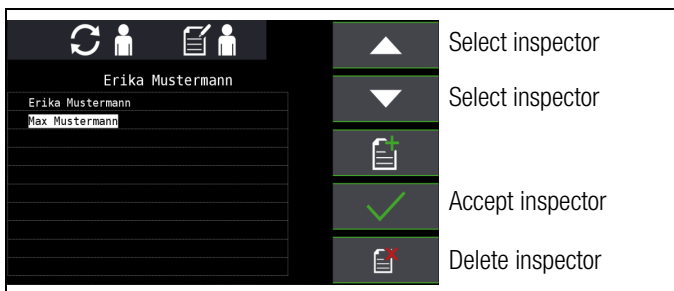 Select inspector
Erika Mustermann
Select inspector
Erika Mustermann
Max Mustermann
Accept inspector
Delete inspector